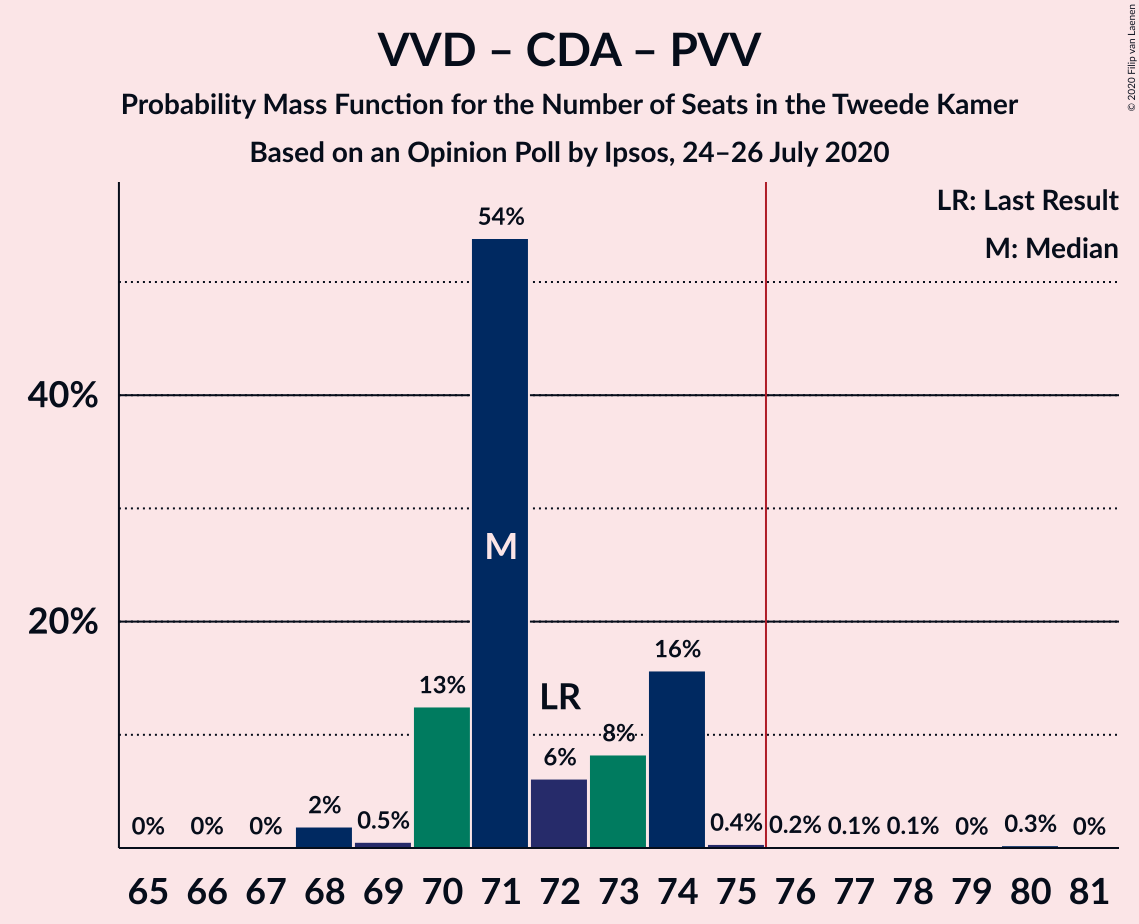 VVD – CDA – PVV
Probability Mass Function for the Number of Seats in the Tweede Kamer
Based on an Opinion Poll by Ipsos, 24–26 July 2020
© 2020 Filip van Laenen
LR: Last Result
M: Median
54%
40%
M
20%
16%
13%
LR
8%
6%
2%
0% 0% 0% 0.5% 0.4% 0.2% 0.1% 0.1% 0% 0.3% 0%
65 66 67 68 69 70 71 72 73 74 75 76 77 78 79 80 81